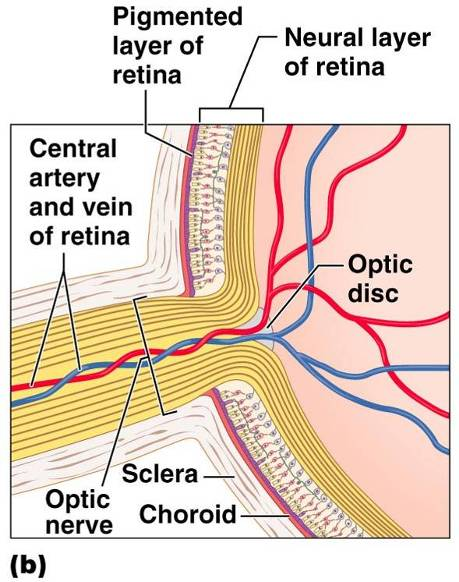 Pigmented
layer of
retina
Neural layer
of retina
Central
artery
and vein
of retina
Optic
disc
Sclera
Optic
nerve
Choroid
(b)